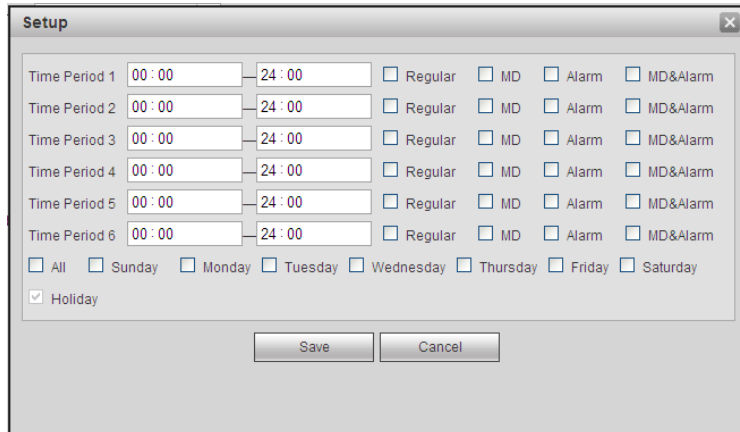 Setup
Time Period 1 00:00 — 24:00 Regular MD Alarm MD&Alarm
Time Period 2 00:00 — 24:00 Regular MD Alarm MD&Alarm
Time Period 3 00:00 — 24:00 Regular MD Alarm MD&Alarm
Time Period 4 00:00 — 24:00 Regular MD Alarm MD&Alarm
Time Period 5 00:00 — 24:00 Regular MD Alarm MD&Alarm
Time Period 6 00:00 — 24:00 Regular MD Alarm MD&Alarm
All Sunday Monday Tuesday Wednesday Thursday Friday Saturday
Holiday
Save Cancel